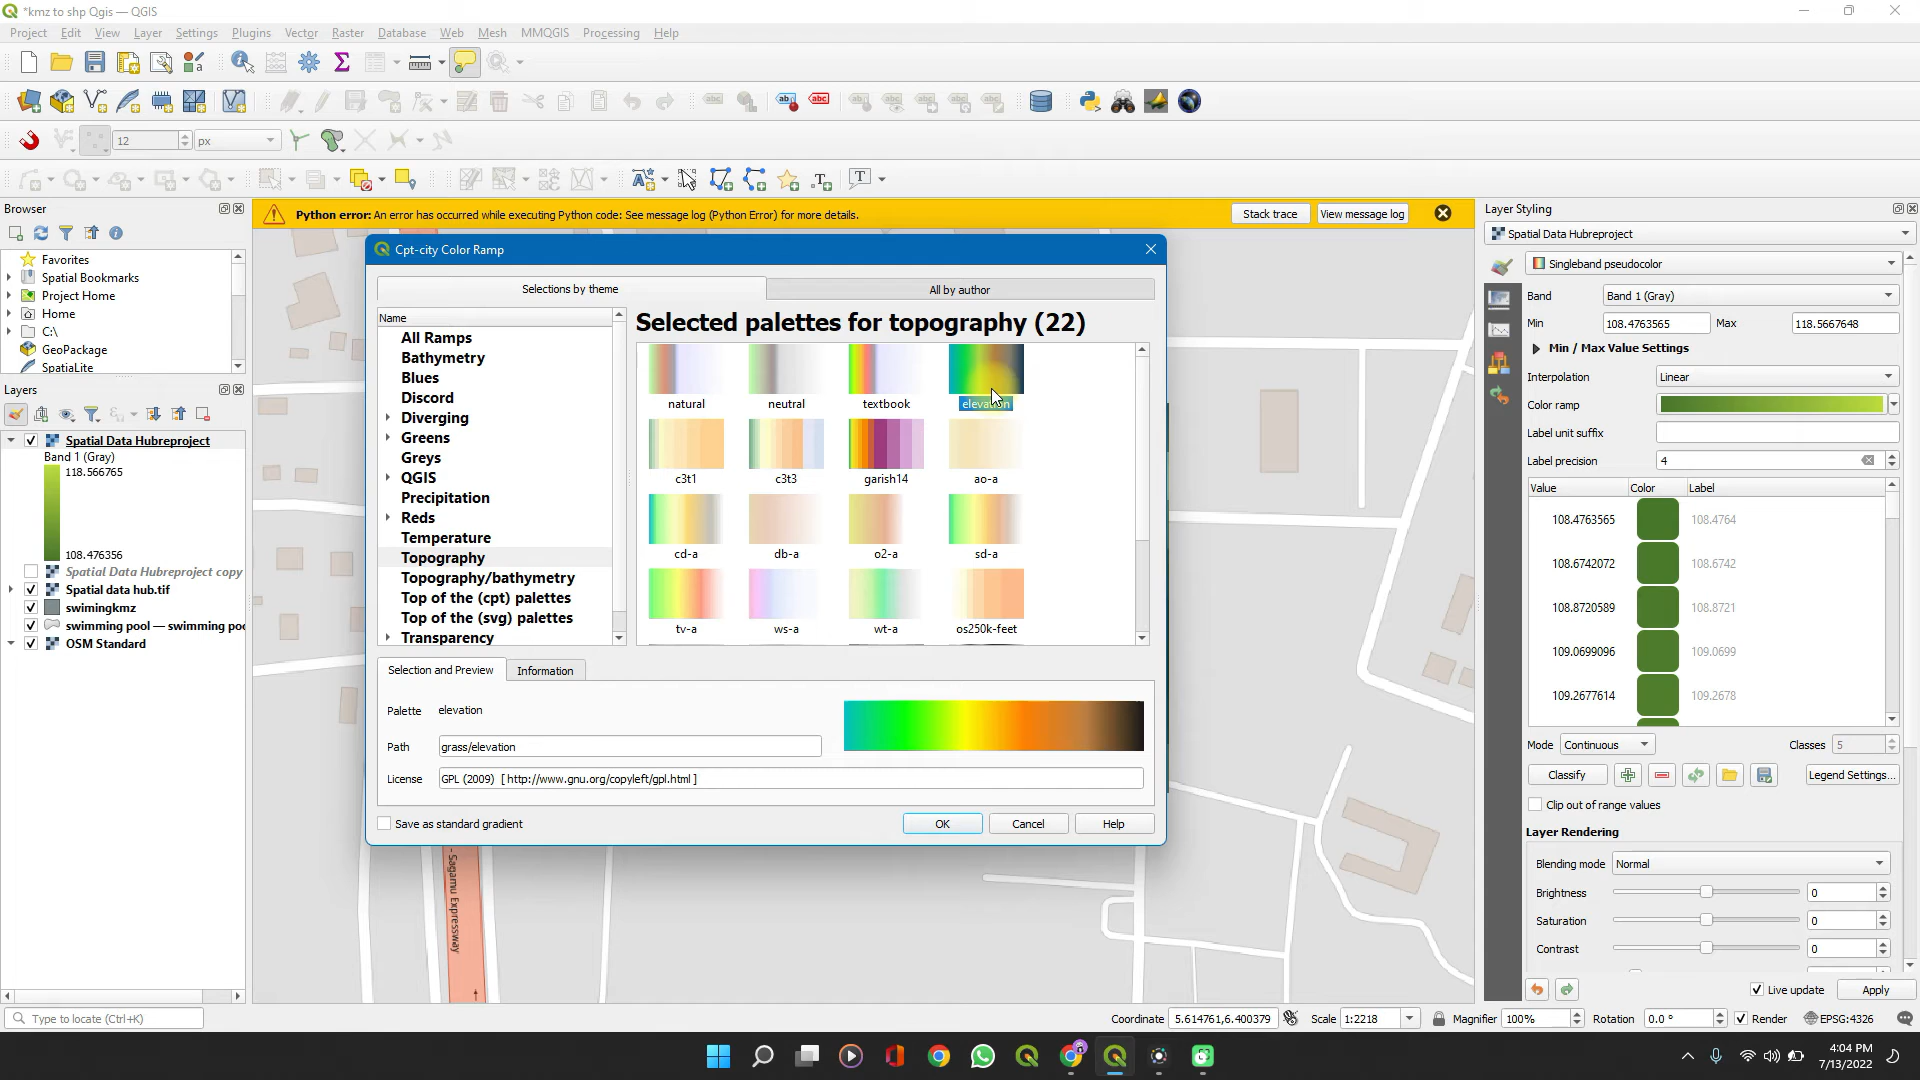 *kmz to shp Qgis — QGIS
Project Edit View Layer Settings Plugins Vector Raster Database Web Mesh MMQGIS Processing Help
12 px
Browser
Favorites
Spatial Bookmarks
Project Home
Home
C:\
GeoPackage
SpatiaLite
Layers
Spatial Data Hubreproject
Band 1 (Gray)
118.566765
108.476356
Spatial Data Hubreproject copy
Spatial data hub.tif
swimingkmz
swimming pool — swimming poo
OSM Standard
Python error: An error has occurred while executing Python code: See message log (Python Error) for more details.
Stack trace View message log
Cpt-city Color Ramp
Selections by theme All by author
Name
All Ramps
Bathymetry
Blues
Discord
Diverging
Greens
Greys
QGIS
Precipitation
Reds
Temperature
Topography
Topography/bathymetry
Top of the (cpt) palettes
Top of the (svg) palettes
Transparency
Selected palettes for topography (22)
natural neutral textbook elevation
c3t1 c3t3 garish14 ao-a
cd-a db-a o2-a sd-a
tv-a ws-a wt-a os250k-feet
Selection and Preview Information
Palette elevation
Path grass/elevation
License GPL (2009) [ http://www.gnu.org/copyleft/gpl.html ]
Save as standard gradient
OK Cancel Help
- Sagamu Expressway
Layer Styling
Spatial Data Hubreproject
Singleband pseudocolor
Band Band 1 (Gray)
Min 108.4763565 Max 118.5667648
Min / Max Value Settings
Interpolation Linear
Color ramp
Label unit suffix
Label precision 4
Value Color Label
108.4763565 108.4764
108.6742072 108.6742
108.8720589 108.8721
109.0699096 109.0699
109.2677614 109.2678
Mode Continuous Classes 5
Classify Legend Settings...
Clip out of range values
Layer Rendering
Blending mode Normal
Brightness 0
Saturation 0
Contrast 0
Live update Apply
Type to locate (Ctrl+K)
Coordinate 5.614761,6.400379 Scale 1:2218 Magnifier 100% Rotation 0.0 ° Render EPSG:4326
4:04 PM
7/13/2022